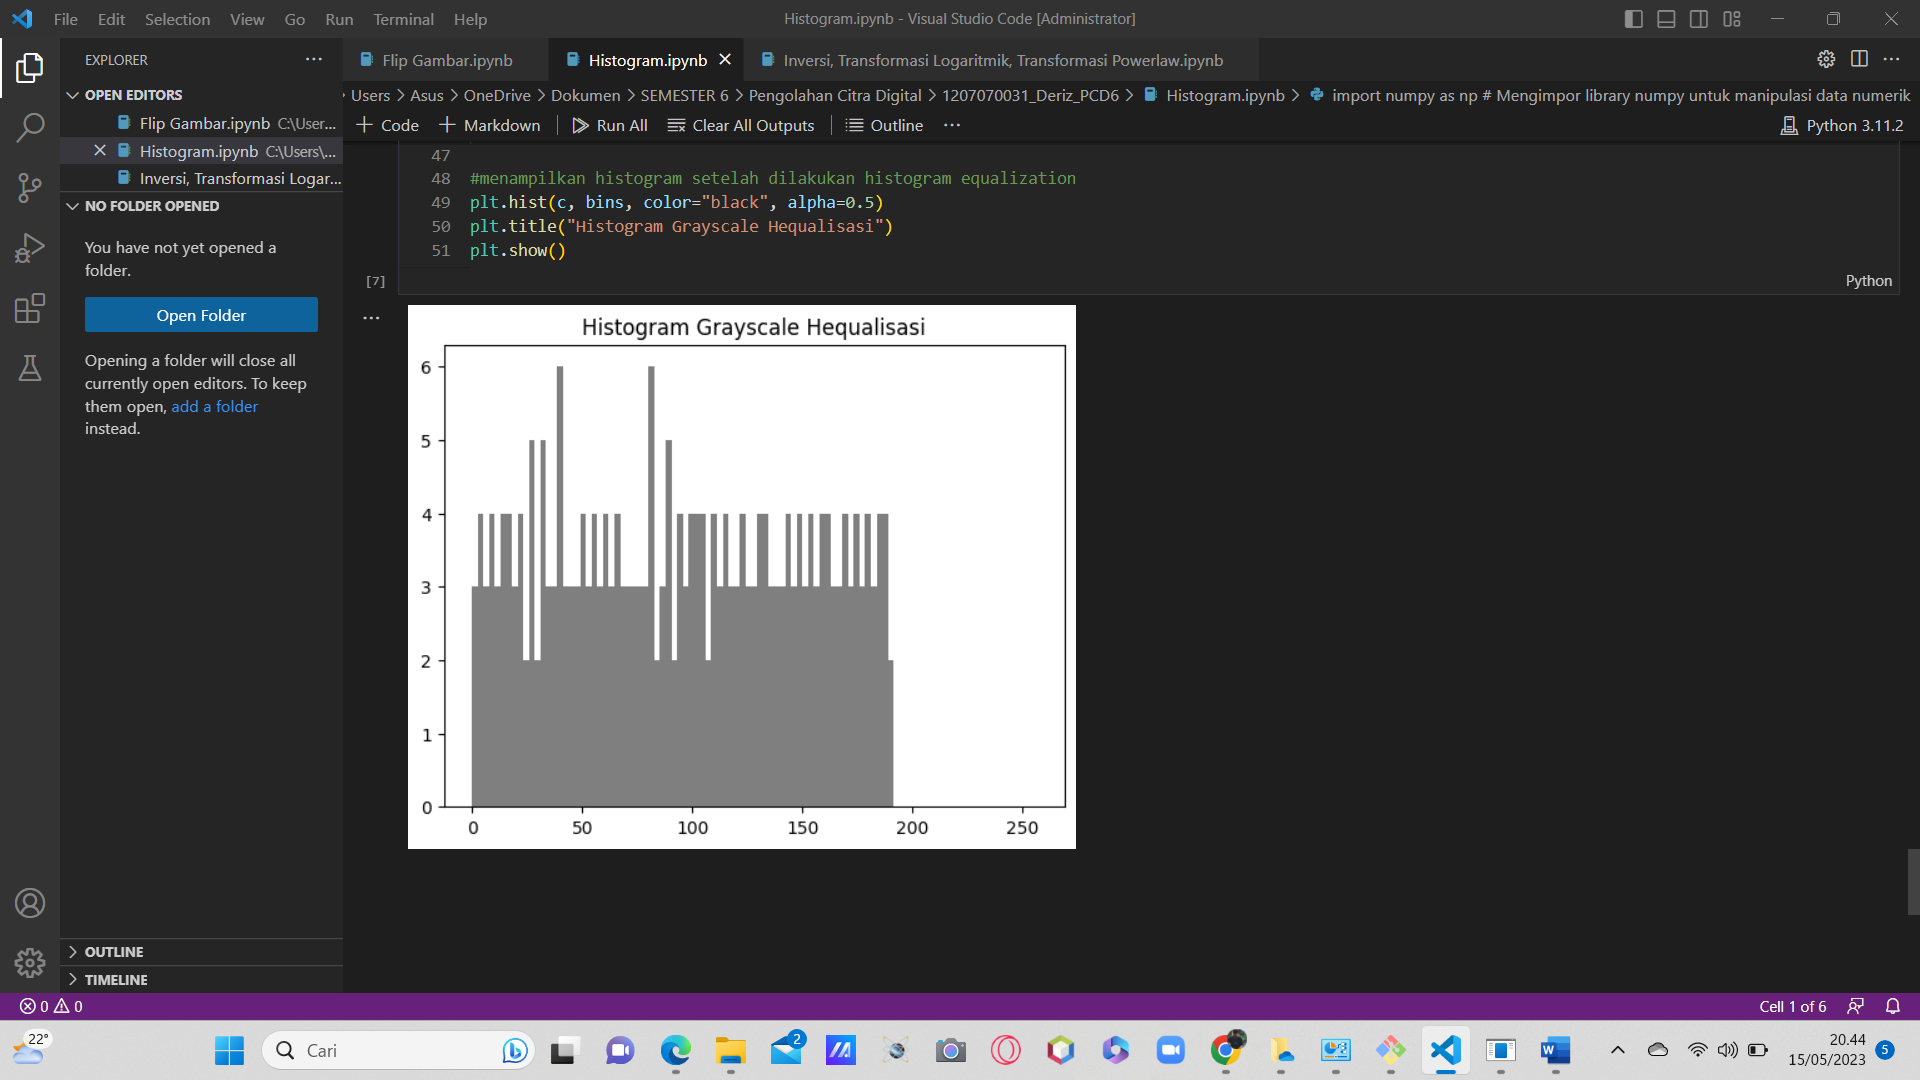 File Edit Selection View Go Run Terminal Help
Histogram.ipynb - Visual Studio Code [Administrator]
EXPLORER
Flip Gambar.ipynb
Histogram.ipynb
Inversi, Transformasi Logaritmik, Transformasi Powerlaw.ipynb
OPEN EDITORS
Flip Gambar.ipynb C:\User...
Histogram.ipynb C:\Users\...
Inversi, Transformasi Logar...
NO FOLDER OPENED
You have not yet opened a
folder.
Open Folder
Opening a folder will close all
currently open editors. To keep
them open, add a folder
instead.
OUTLINE
TIMELINE
Users > Asus > OneDrive > Dokumen > SEMESTER 6 > Pengolahan Citra Digital > 1207070031_Deriz_PCD6 > Histogram.ipynb > import numpy as np # Mengimpor library numpy untuk manipulasi data numerik
+ Code + Markdown Run All Clear All Outputs Outline ...
Python 3.11.2
47
48 #menampilkan histogram setelah dilakukan histogram equalization
49 plt.hist(c, bins, color="black", alpha=0.5)
50 plt.title("Histogram Grayscale Hequalisasi")
51 plt.show()
[7]
Python
Histogram Grayscale Hequalisasi
6
5
4
3
2
1
0
0 50 100 150 200 250
0 0
Cell 1 of 6
22°
Cari
2
20.44
15/05/2023
5